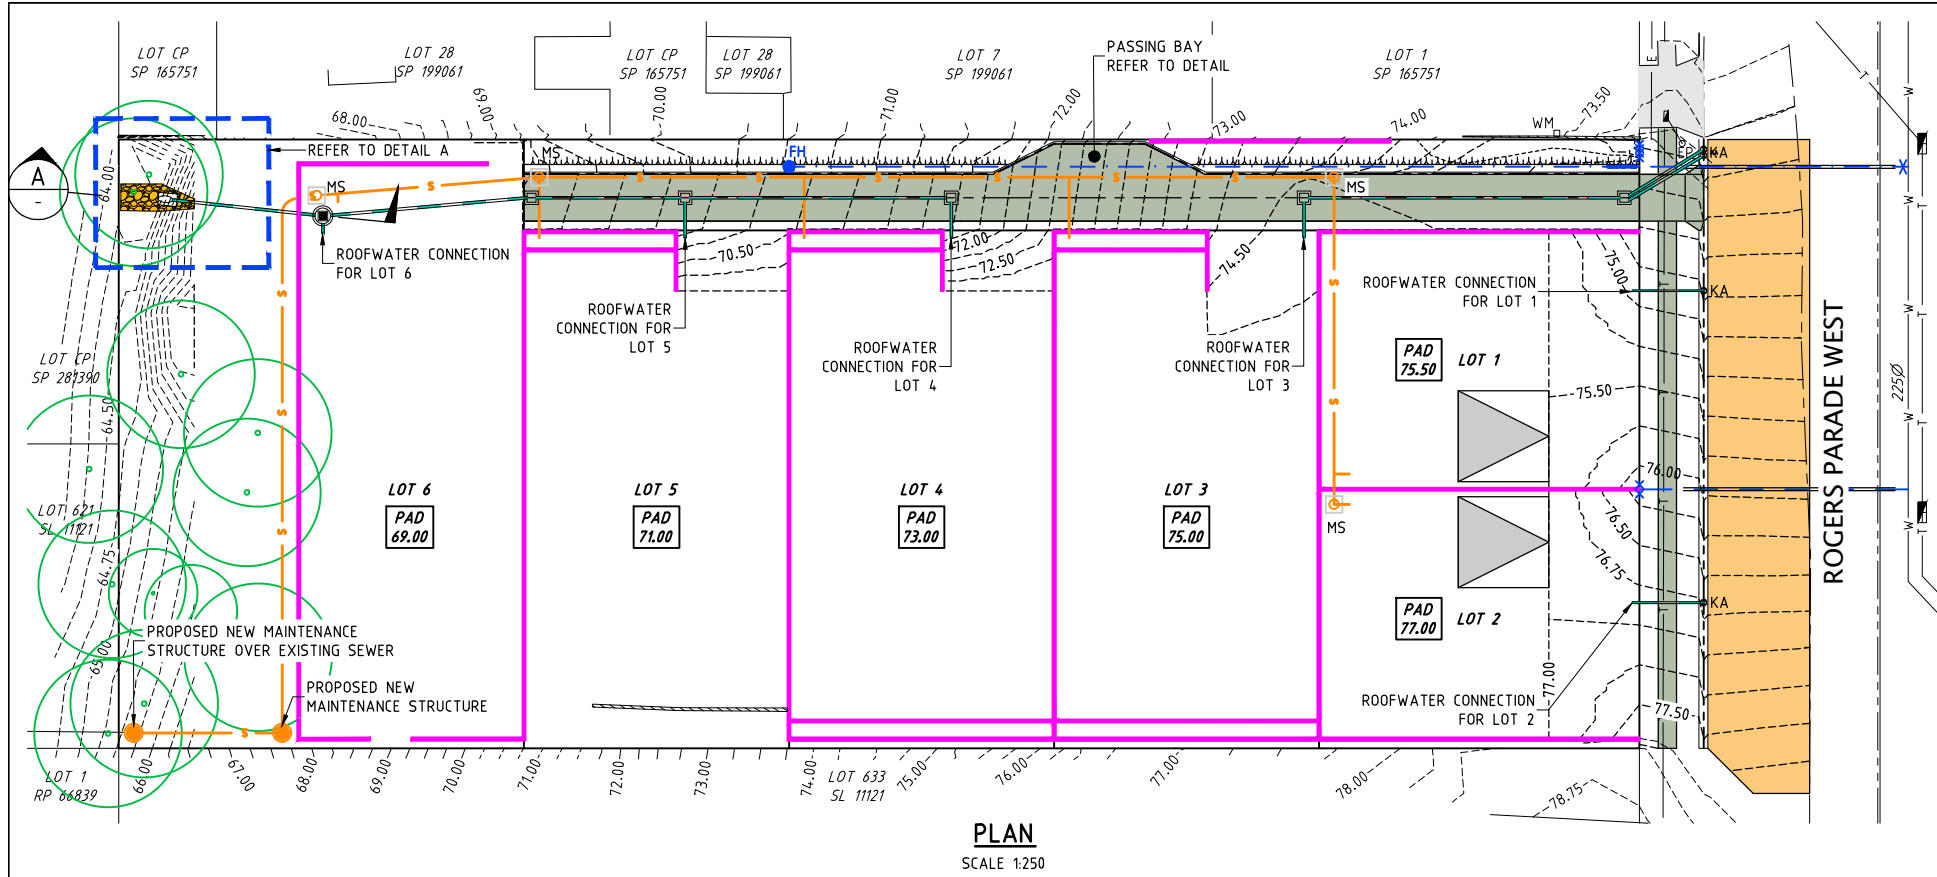 LOT CP
SP 165751
LOT 28
SP 199061
LOT CP
SP 165751
LOT 28
SP 199061
LOT 7
SP 199061
PASSING BAY
REFER TO DETAIL
LOT 1
SP 165751
68.00
69.00
70.00
71.00
72.00
73.00
74.00
73.50
WM
E
T
W
REFER TO DETAIL A
MS
FH
KA
A
-
64.00
MS
S
MS
ROOFWATER CONNECTION
FOR LOT 6
70.50
72.00
72.50
74.50
75.00
ROOFWATER
CONNECTION FOR
LOT 5
ROOFWATER
CONNECTION FOR
LOT 4
ROOFWATER
CONNECTION FOR
LOT 3
ROOFWATER CONNECTION
FOR LOT 1
KA
PAD
75.50
LOT 1
75.50
LOT CP
SP 281390
64.50
225Ø
ROGERS PARADE WEST
LOT 6
PAD
69.00
LOT 5
PAD
71.00
LOT 4
PAD
73.00
LOT 3
PAD
75.00
MS
76.00
76.50
76.75
LOT 621
SL 11121
64.75
65.00
PAD
77.00
LOT 2
KA
77.00
77.50
PROPOSED NEW MAINTENANCE
STRUCTURE OVER EXISTING SEWER
PROPOSED NEW
MAINTENANCE STRUCTURE
ROOFWATER CONNECTION
FOR LOT 2
LOT 1
RP 66839
66.00
67.00
68.00
69.00
70.00
71.00
72.00
73.00
74.00
LOT 633
SL 11121
75.00
76.00
77.00
78.00
78.75
PLAN
SCALE 1:250